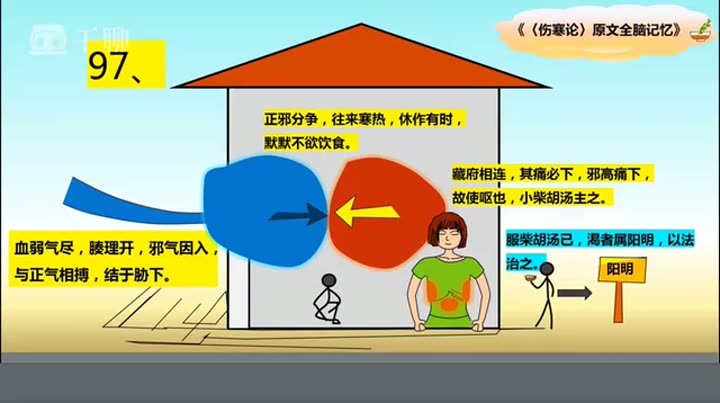 千聊
《〈伤寒论〉原文全脑记忆》
97、
正邪分争，往来寒热，休作有时，
默默不欲饮食。
藏府相连，其痛必下，邪高痛下，
故使呕也，小柴胡汤主之。
血弱气尽，腠理开，邪气因入，
与正气相搏，结于胁下。
服柴胡汤已，渴者属阳明，以法
治之。
阳明